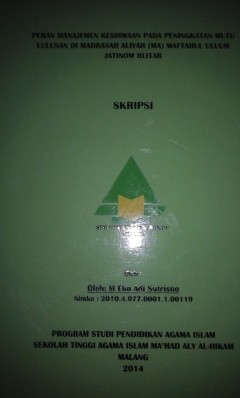 PERAN MANAJEMEN KESISWAAN PADA PENINGKATAN MUTU
LULUSAN DI MADRASAH ALIYAH (MA) MAFTAHUL ULUUM
JATINOM BLITAR
SKRIPSI
Oleh: M Eko Adi Sutrisno
Nimko : 2010.4.077.0001.1.00119
PROGRAM STUDI PENDIDIKAN AGAMA ISLAM
SEKOLAH TINGGI AGAMA ISLAM MA'HAD ALY AL-HIKAM
MALANG
2014